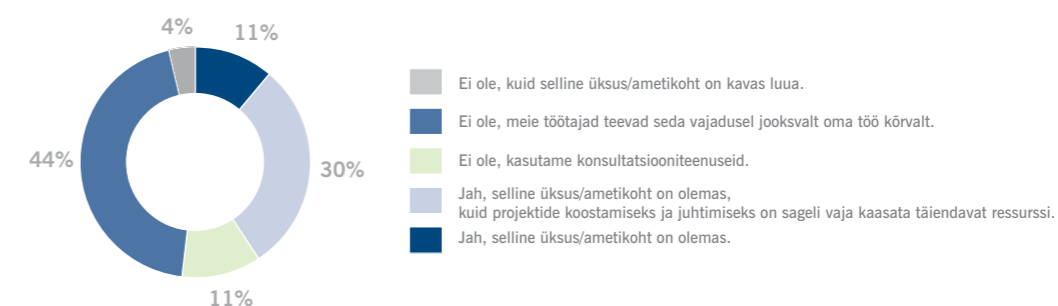 4%
11%
44%
30%
11%
Ei ole, kuid selline üksus/ametikoht on kavas luua.
Ei ole, meie töötajad teevad seda vajadusel jooksvalt oma töö kõrvalt.
Ei ole, kasutame konsultatsiooniteenuseid.
Jah, selline üksus/ametikoht on olemas,
kuid projektide koostamiseks ja juhtimiseks on sageli vaja kaasata täiendavat ressurssi.
Jah, selline üksus/ametikoht on olemas.